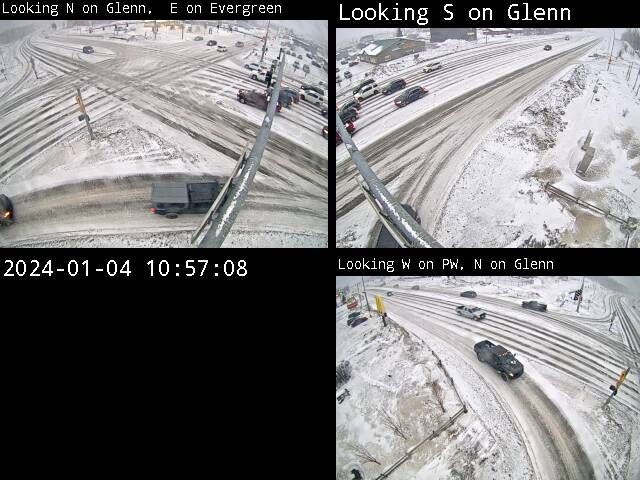 Looking N on Glenn, E on Evergreen
Looking S on Glenn
2024-01-04 10:57:08
Looking W on PW, N on Glenn